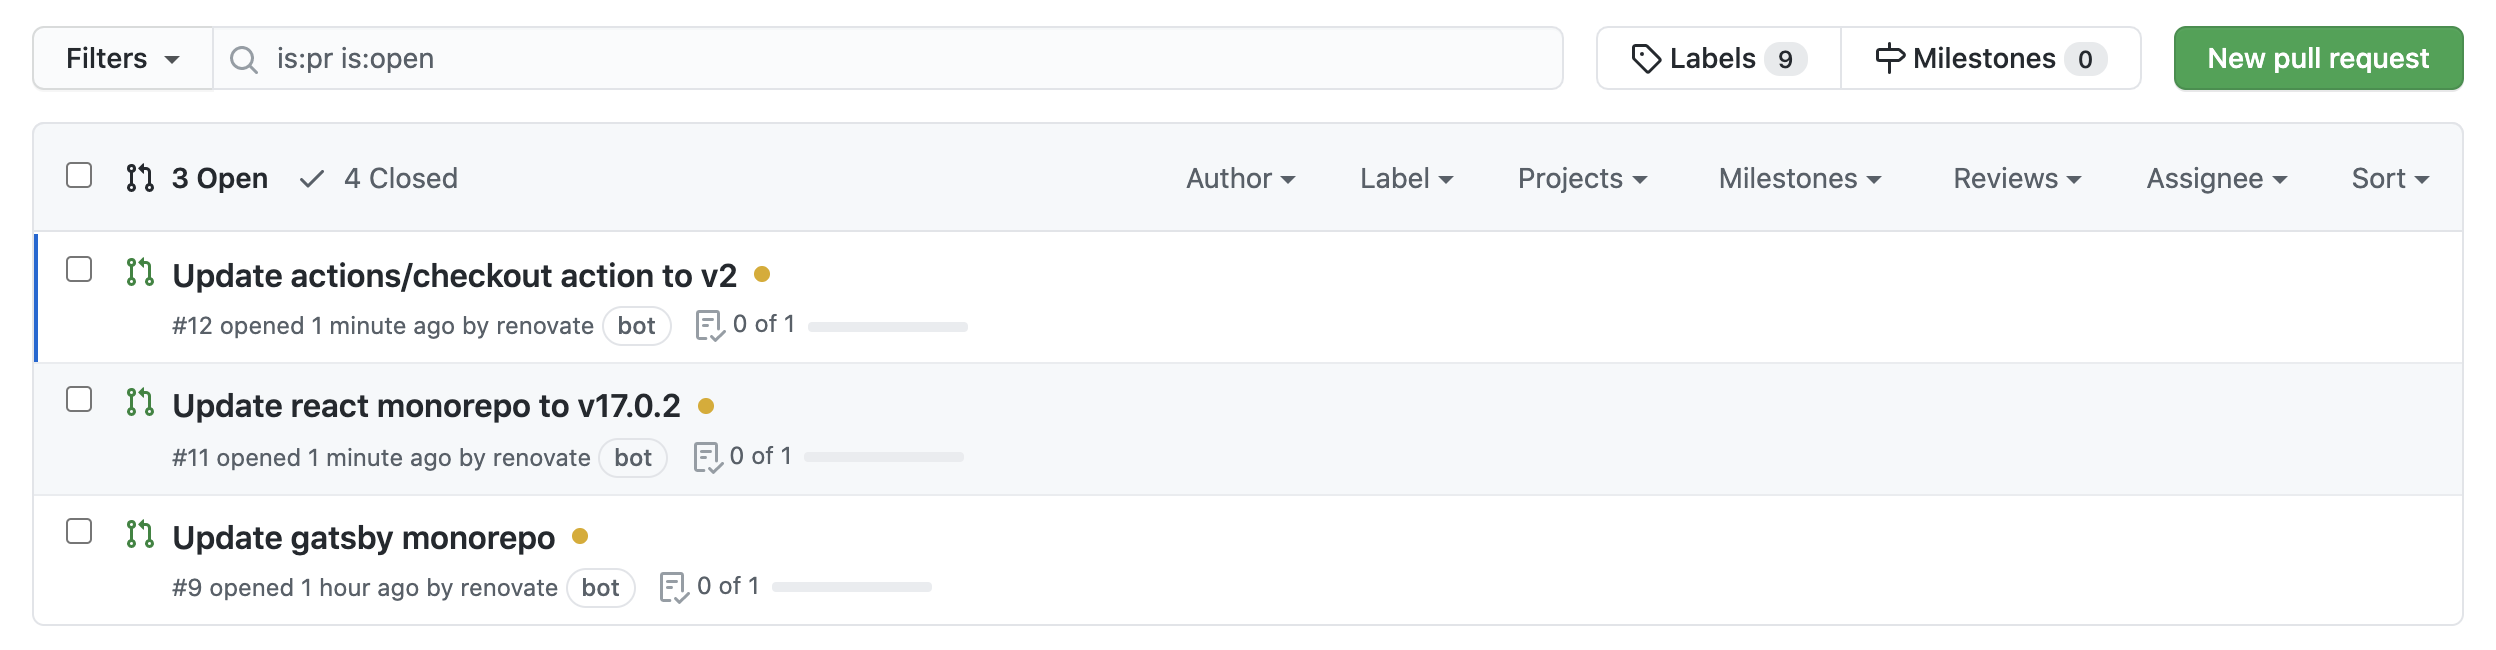 Filters is:pr is:open Labels 9 Milestones 0 New pull request
3 Open 4 Closed Author Label Projects Milestones Reviews Assignee Sort
Update actions/checkout action to v2
#12 opened 1 minute ago by renovate bot 0 of 1
Update react monorepo to v17.0.2
#11 opened 1 minute ago by renovate bot 0 of 1
Update gatsby monorepo
#9 opened 1 hour ago by renovate bot 0 of 1